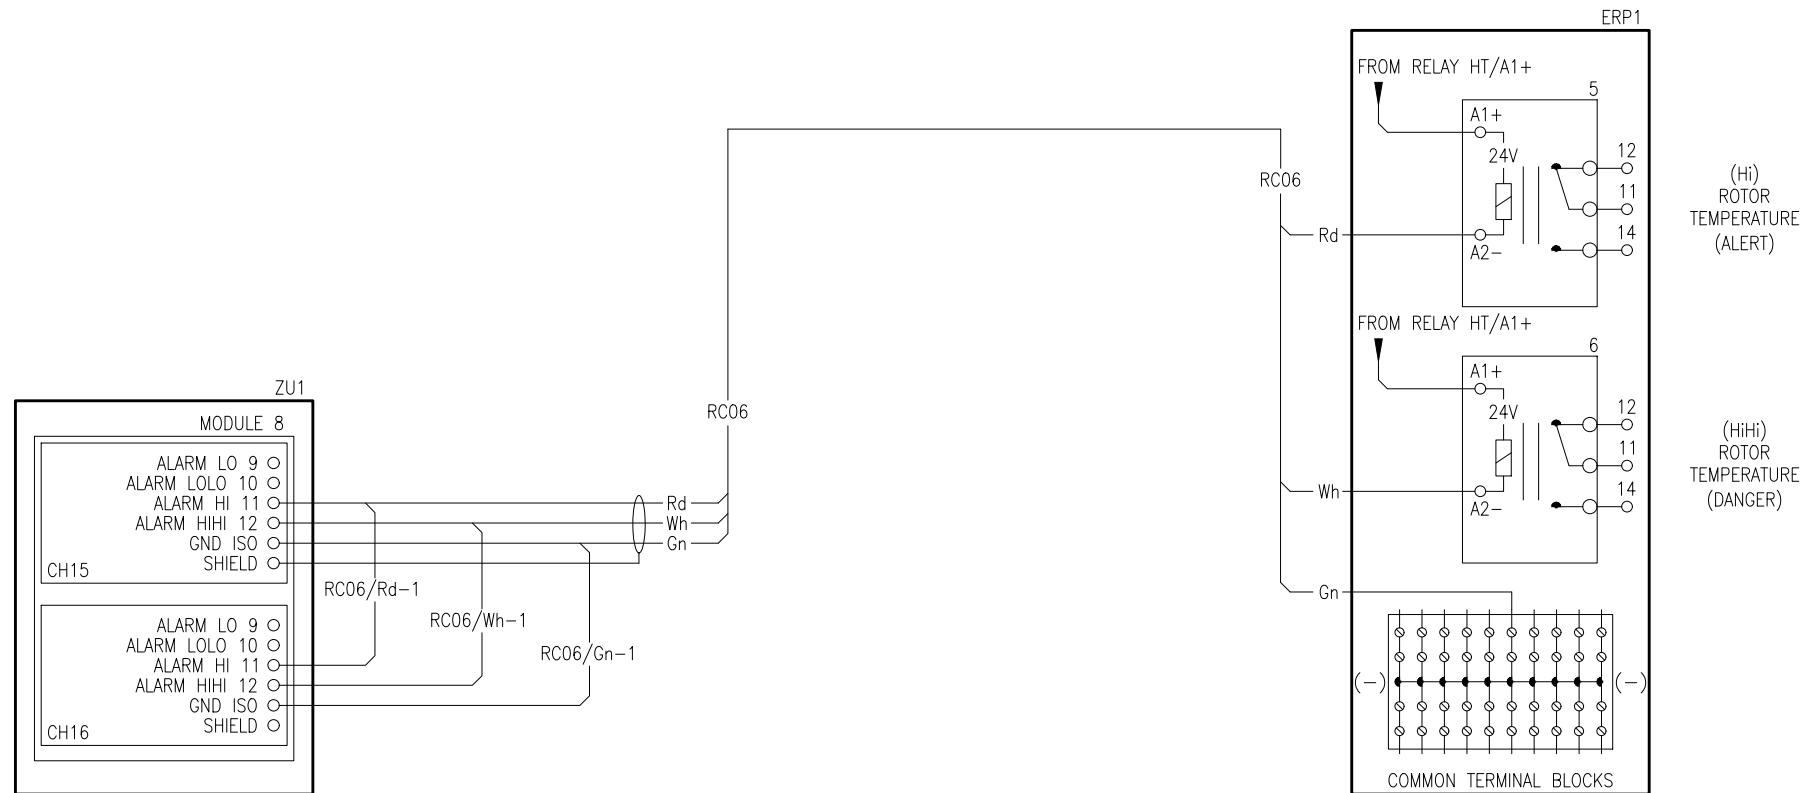 ERP1
FROM RELAY HT/A1+
5
A1+
24V
12
11
14
A2-
RC06
Rd
(Hi)
ROTOR
TEMPERATURE
(ALERT)
FROM RELAY HT/A1+
6
A1+
24V
12
11
14
A2-
Wh
(HiHi)
ROTOR
TEMPERATURE
(DANGER)
Gn
(-)
(-)
COMMON TERMINAL BLOCKS
ZU1
MODULE 8
ALARM LO 9
ALARM LOLO 10
ALARM HI 11
ALARM HIHI 12
GND ISO
SHIELD
CH15
RC06
Rd
Wh
Gn
RC06/Rd-1
RC06/Wh-1
RC06/Gn-1
ALARM LO 9
ALARM LOLO 10
ALARM HI 11
ALARM HIHI 12
GND ISO
SHIELD
CH16